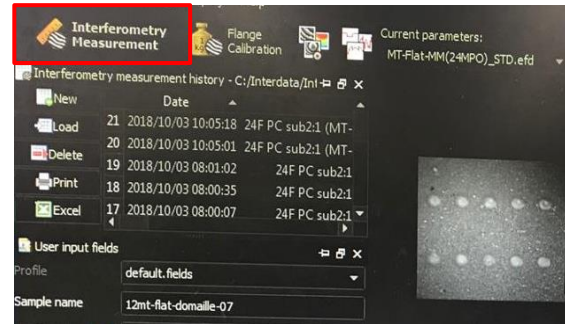 Interferometry
Measurement
Flange
Calibration
Current parameters:
MT-Flat-MM(24MPO)_STD.efd
Interferometry measurement history - C:/Interdata/Int
New
Date
Load
21 2018/10/03 10:05:18 24F PC sub2:1 (MT-
20 2018/10/03 10:05:01 24F PC sub2:1 (MT-
Delete
19 2018/10/03 08:01:02 24F PC sub2:1
Print
18 2018/10/03 08:00:35 24F PC sub2:1
Excel
17 2018/10/03 08:00:07 24F PC sub2:1
User input fields
Profile
default.fields
Sample name
12mt-flat-domaille-07